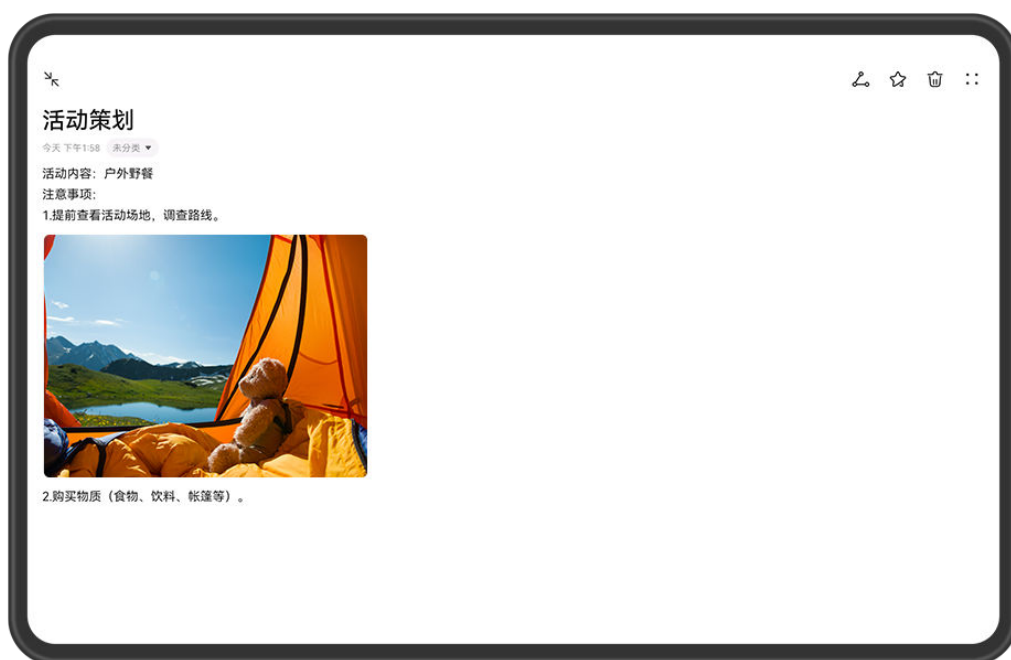 活动策划
今天 下午1:58 未分类
活动内容：户外野餐
注意事项：
1.提前查看活动场地，调查路线。
2.购买物质（食物、饮料、帐篷等）。